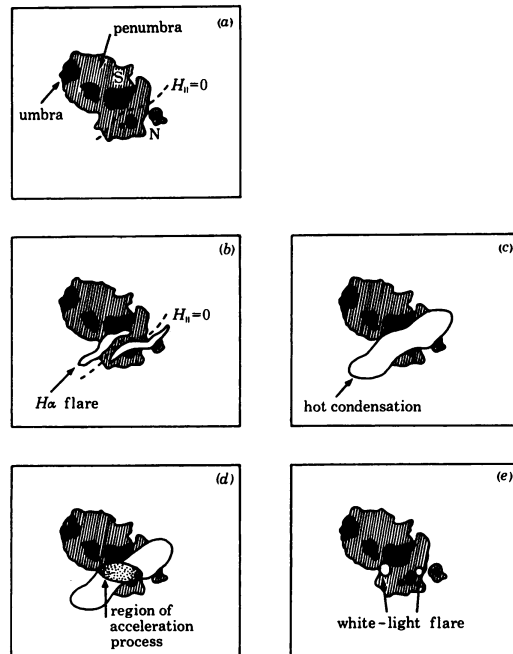 (a)
penumbra
S
H॥=0
umbra
N
(b)
H॥=0
Hα flare
(c)
hot condensation
(d)
region of
acceleration
process
(e)
white-light flare